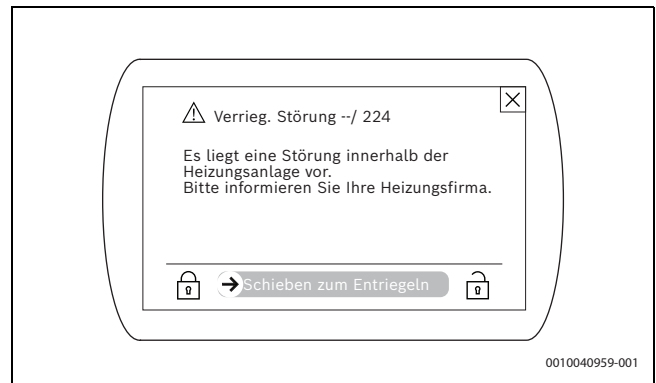 Verrieg. Störung --/ 224
Es liegt eine Störung innerhalb der
Heizungsanlage vor.
Bitte informieren Sie Ihre Heizungsfirma.
Schieben zum Entriegeln
0010040959-001